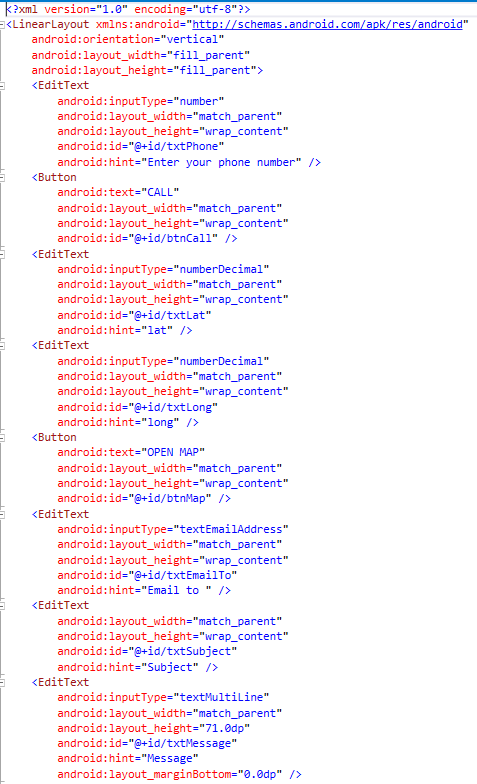 <?xml version="1.0" encoding="utf-8"?>
<LinearLayout xmlns:android="http://schemas.android.com/apk/res/android"
android:orientation="vertical"
android:layout_width="fill_parent"
android:layout_height="fill_parent">
<EditText
android:inputType="number"
android:layout_width="match_parent"
android:layout_height="wrap_content"
android:id="@+id/txtPhone"
android:hint="Enter your phone number" />
<Button
android:text="CALL"
android:layout_width="match_parent"
android:layout_height="wrap_content"
android:id="@+id/btnCall" />
<EditText
android:inputType="numberDecimal"
android:layout_width="match_parent"
android:layout_height="wrap_content"
android:id="@+id/txtLat"
android:hint="lat" />
<EditText
android:inputType="numberDecimal"
android:layout_width="match_parent"
android:layout_height="wrap_content"
android:id="@+id/txtLong"
android:hint="long" />
<Button
android:text="OPEN MAP"
android:layout_width="match_parent"
android:layout_height="wrap_content"
android:id="@+id/btnMap" />
<EditText
android:inputType="textEmailAddress"
android:layout_width="match_parent"
android:layout_height="wrap_content"
android:id="@+id/txtEmailTo"
android:hint="Email to " />
<EditText
android:layout_width="match_parent"
android:layout_height="wrap_content"
android:id="@+id/txtSubject"
android:hint="Subject" />
<EditText
android:inputType="textMultiLine"
android:layout_width="match_parent"
android:layout_height="71.0dp"
android:id="@+id/txtMessage"
android:hint="Message"
android:layout_marginBottom="0.0dp" />